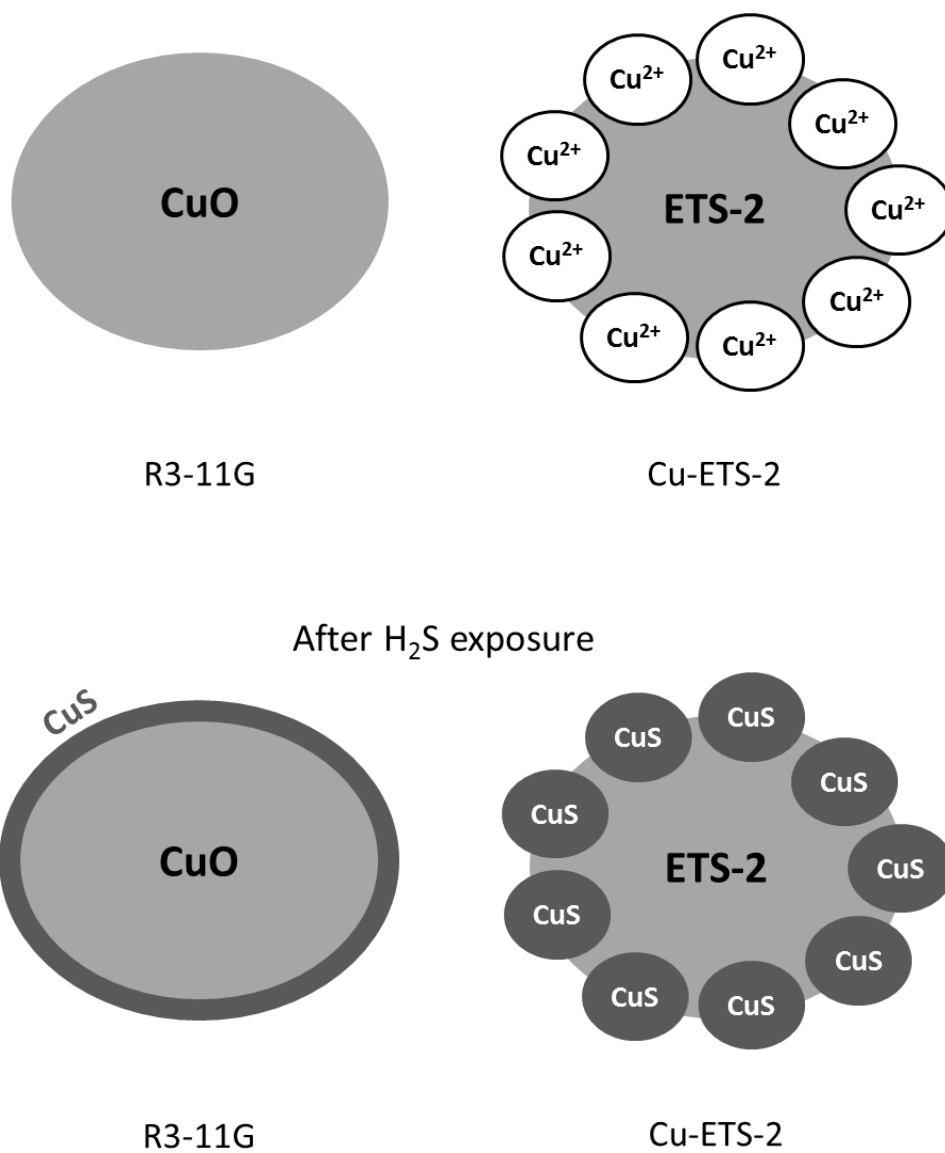 CuO
Cu²⁺
Cu²⁺
Cu²⁺
Cu²⁺
Cu²⁺
Cu²⁺
Cu²⁺
Cu²⁺
Cu²⁺
ETS-2
R3-11G
Cu-ETS-2
After H₂S exposure
CuS
CuO
CuS
CuS
CuS
CuS
CuS
CuS
CuS
CuS
CuS
ETS-2
R3-11G
Cu-ETS-2